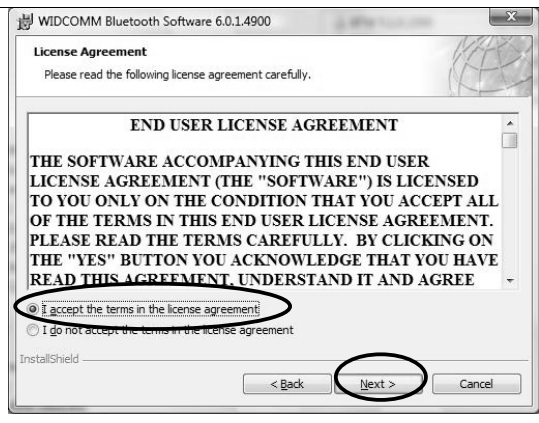 WIDCOMM Bluetooth Software 6.0.1.4900
License Agreement
Please read the following license agreement carefully.
END USER LICENSE AGREEMENT
THE SOFTWARE ACCOMPANYING THIS END USER
LICENSE AGREEMENT (THE "SOFTWARE") IS LICENSED
TO YOU ONLY ON THE CONDITION THAT YOU ACCEPT ALL
OF THE TERMS IN THIS END USER LICENSE AGREEMENT.
PLEASE READ THE TERMS CAREFULLY. BY CLICKING ON
THE "YES" BUTTON YOU ACKNOWLEDGE THAT YOU HAVE
READ THIS AGREEMENT, UNDERSTAND IT AND AGREE
I accept the terms in the license agreement
I do not accept the terms in the license agreement
InstallShield
< Back Next > Cancel